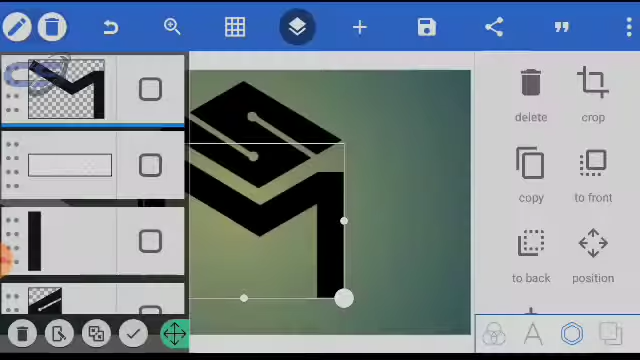 delete
crop
copy
to front
to back
position